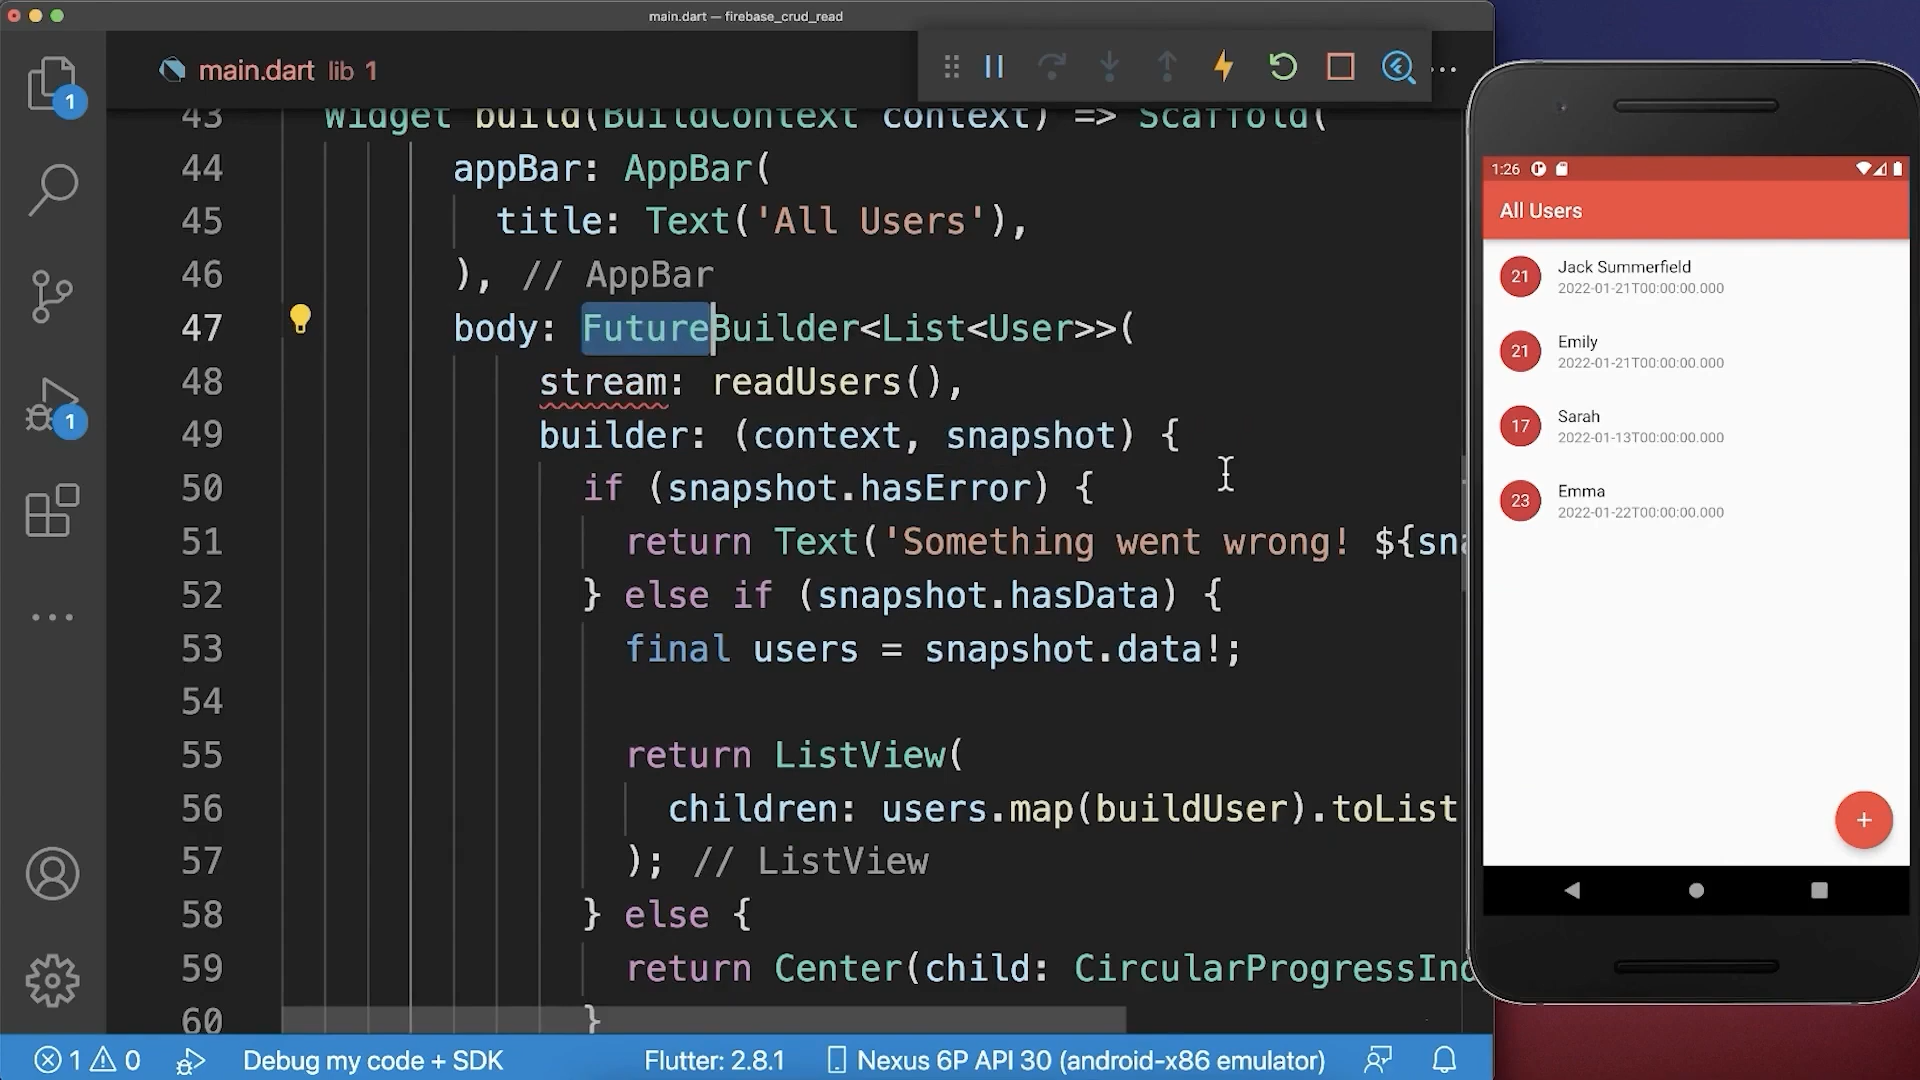 main.dart — firebase_crud_read
main.dart lib 1
1
1
43 Widget build(BuildContext context) => Scaffold(
44 appBar: AppBar(
45 title: Text('All Users'),
46 ), // AppBar
47 body: FutureBuilder<List<User>>(
48 stream: readUsers(),
49 builder: (context, snapshot) {
50 if (snapshot.hasError) {
51 return Text('Something went wrong! ${sna
52 } else if (snapshot.hasData) {
53 final users = snapshot.data!;
54
55 return ListView(
56 children: users.map(buildUser).toList
57 ); // ListView
58 } else {
59 return Center(child: CircularProgressInd
60 }
1 0 Debug my code + SDK Flutter: 2.8.1 Nexus 6P API 30 (android-x86 emulator)
1:26
All Users
21 Jack Summerfield
2022-01-21T00:00:00.000
21 Emily
2022-01-21T00:00:00.000
17 Sarah
2022-01-13T00:00:00.000
23 Emma
2022-01-22T00:00:00.000
+